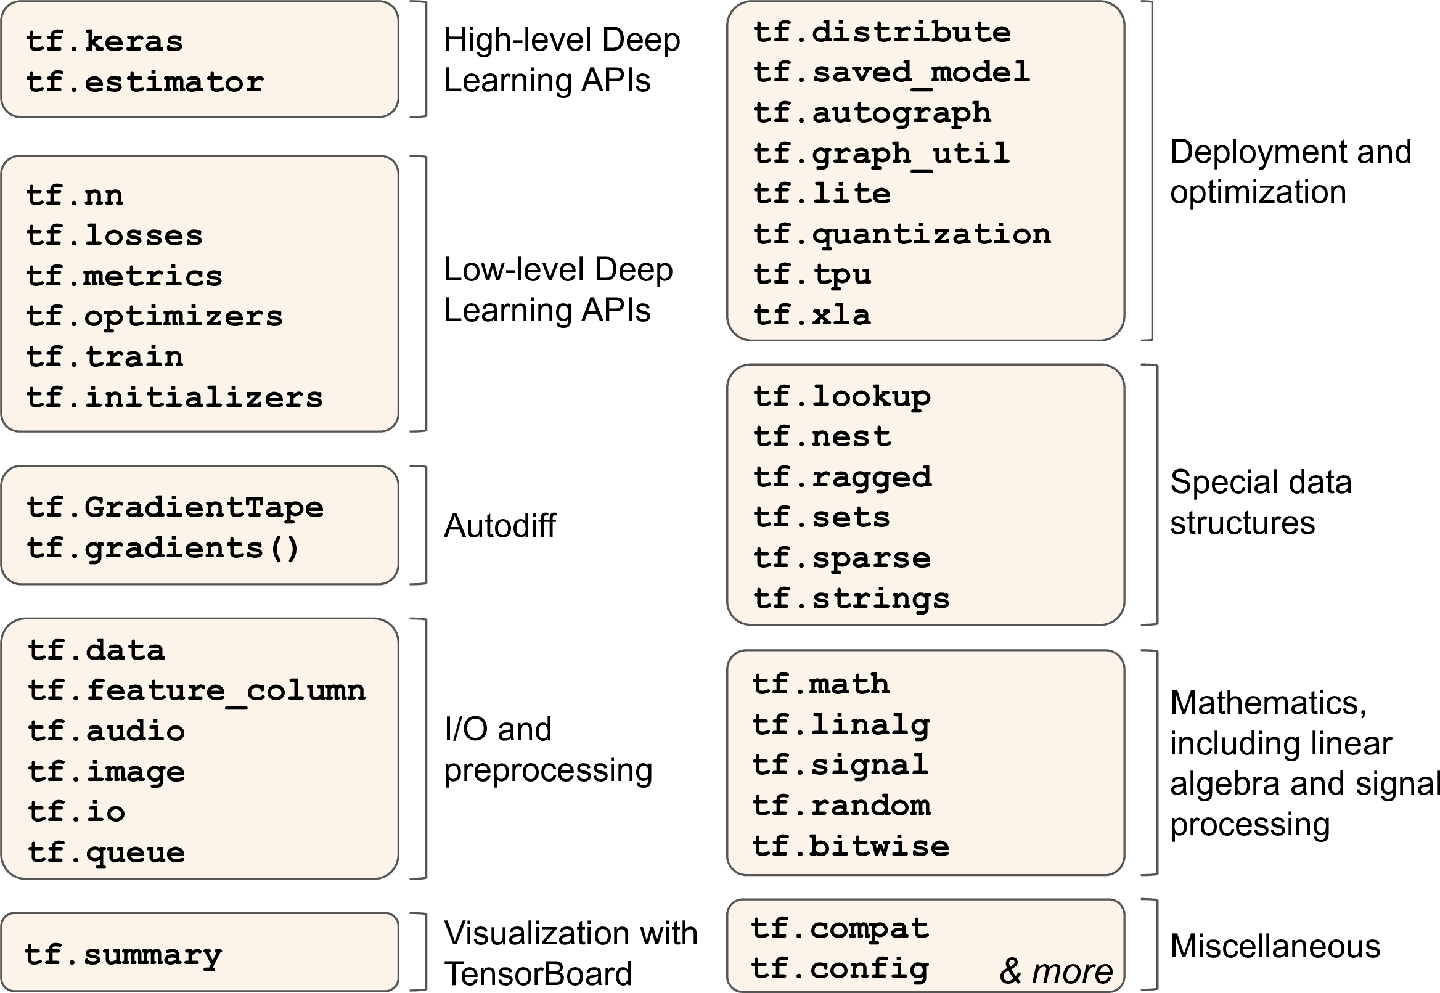 tf.keras
tf.estimator
High-level Deep
Learning APIs
tf.nn
tf.losses
tf.metrics
tf.optimizers
tf.train
tf.initializers
Low-level Deep
Learning APIs
tf.GradientTape
tf.gradients()
Autodiff
tf.data
tf.feature_column
tf.audio
tf.image
tf.io
tf.queue
I/O and
preprocessing
tf.summary
Visualization with
TensorBoard
tf.distribute
tf.saved_model
tf.autograph
tf.graph_util
tf.lite
tf.quantization
tf.tpu
tf.xla
Deployment and
optimization
tf.lookup
tf.nest
tf.ragged
tf.sets
tf.sparse
tf.strings
Special data
structures
tf.math
tf.linalg
tf.signal
tf.random
tf.bitwise
Mathematics,
including linear
algebra and signal
processing
tf.compat
tf.config & more
Miscellaneous